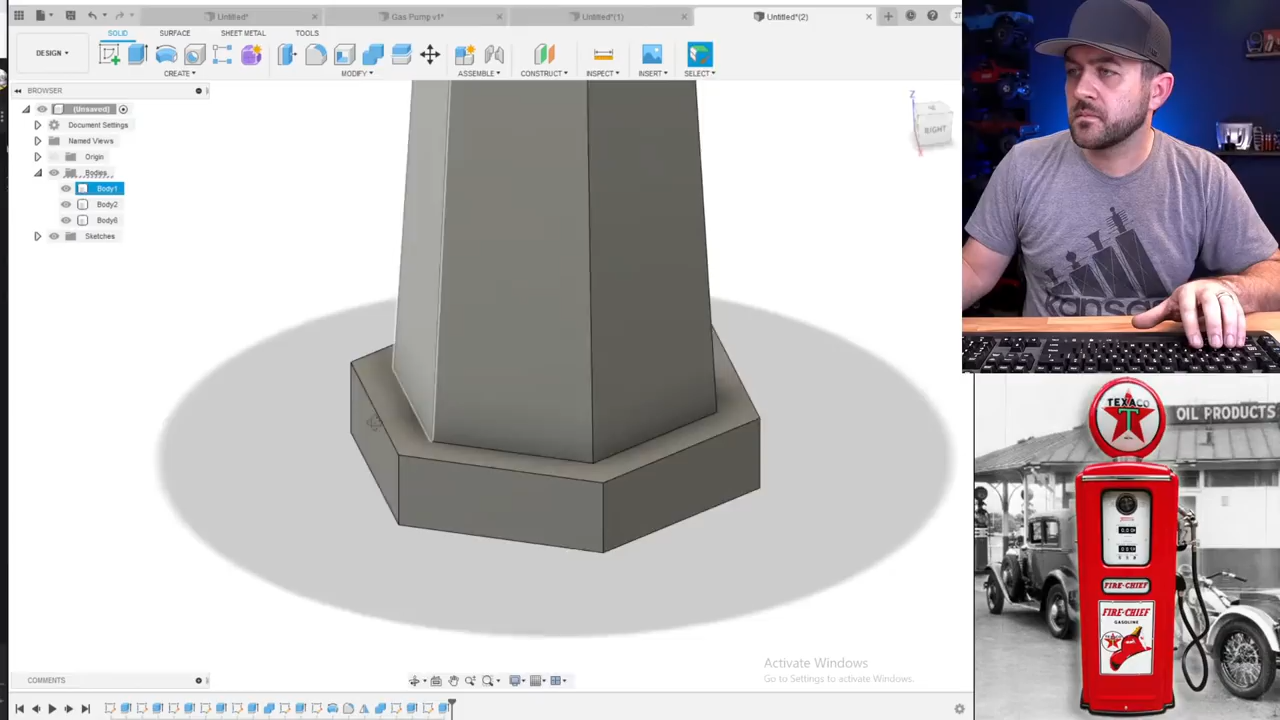 Untitled*
Gas Pump v1*
Untitled*(1)
Untitled*(2)
DESIGN
SOLID
SURFACE
SHEET METAL
TOOLS
CREATE
MODIFY
ASSEMBLE
CONSTRUCT
INSPECT
INSERT
SELECT
BROWSER
(Unsaved)
Document Settings
Named Views
Origin
Bodies
Body1
Body2
Body6
Sketches
Z
RIGHT
Kansas
TEXACO
T
OIL PRODUCTS
FIRE-CHIEF
FIRE-CHIEF
GASOLINE
Activate Windows
Go to Settings to activate Windows.
COMMENTS